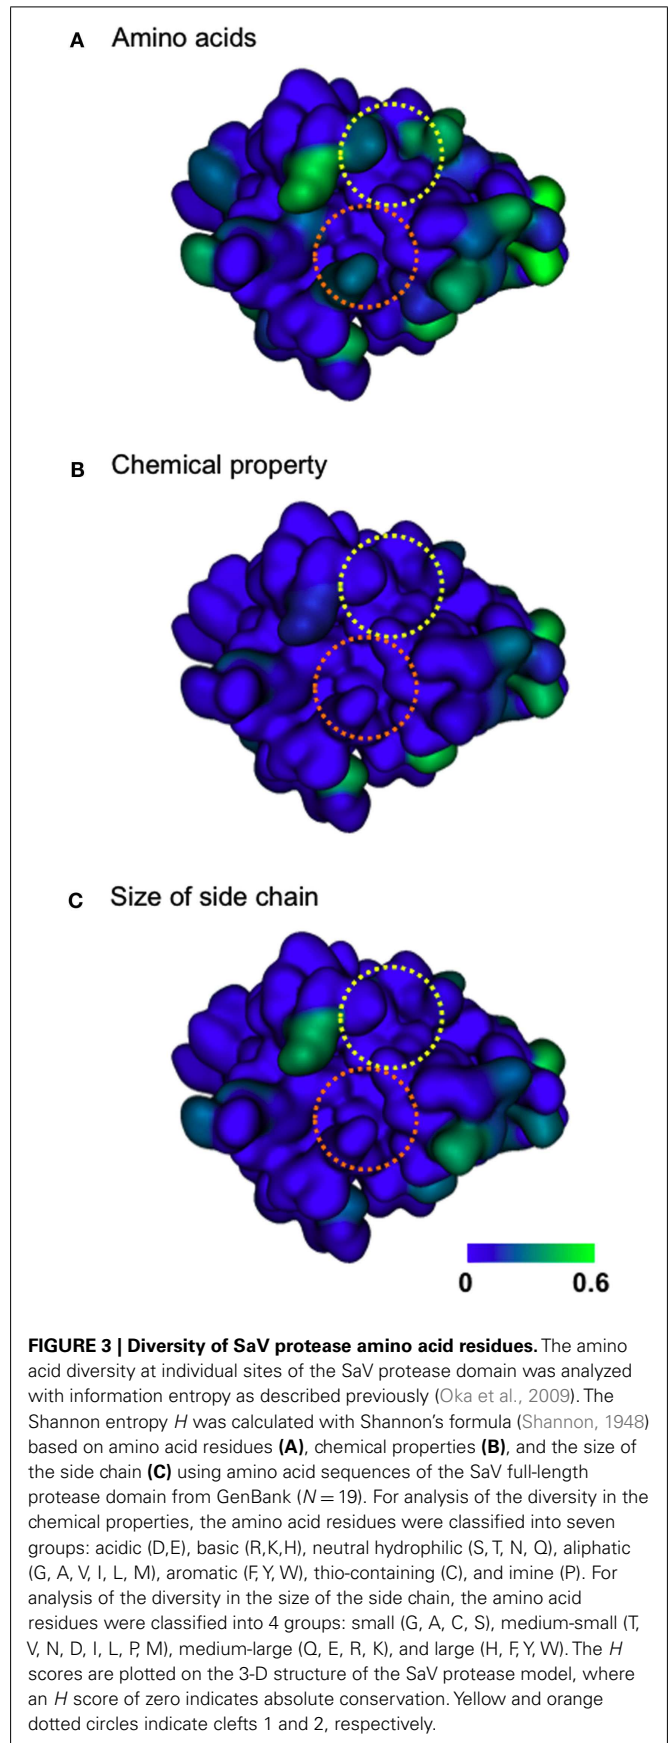 A Amino acids
B Chemical property
C Size of side chain
0 0.6
FIGURE 3 | Diversity of SaV protease amino acid residues. The amino
acid diversity at individual sites of the SaV protease domain was analyzed
with information entropy as described previously (Oka et al., 2009). The
Shannon entropy H was calculated with Shannon's formula (Shannon, 1948)
based on amino acid residues (A), chemical properties (B), and the size of
the side chain (C) using amino acid sequences of the SaV full-length
protease domain from GenBank (N = 19). For analysis of the diversity in the
chemical properties, the amino acid residues were classified into seven
groups: acidic (D,E), basic (R,K,H), neutral hydrophilic (S, T, N, Q), aliphatic
(G, A, V, I, L, M), aromatic (F, Y, W), thio-containing (C), and imine (P). For
analysis of the diversity in the size of the side chain, the amino acid
residues were classified into 4 groups: small (G, A, C, S), medium-small (T,
V, N, D, I, L, P, M), medium-large (Q, E, R, K), and large (H, F, Y, W). The H
scores are plotted on the 3-D structure of the SaV protease model, where
an H score of zero indicates absolute conservation. Yellow and orange
dotted circles indicate clefts 1 and 2, respectively.